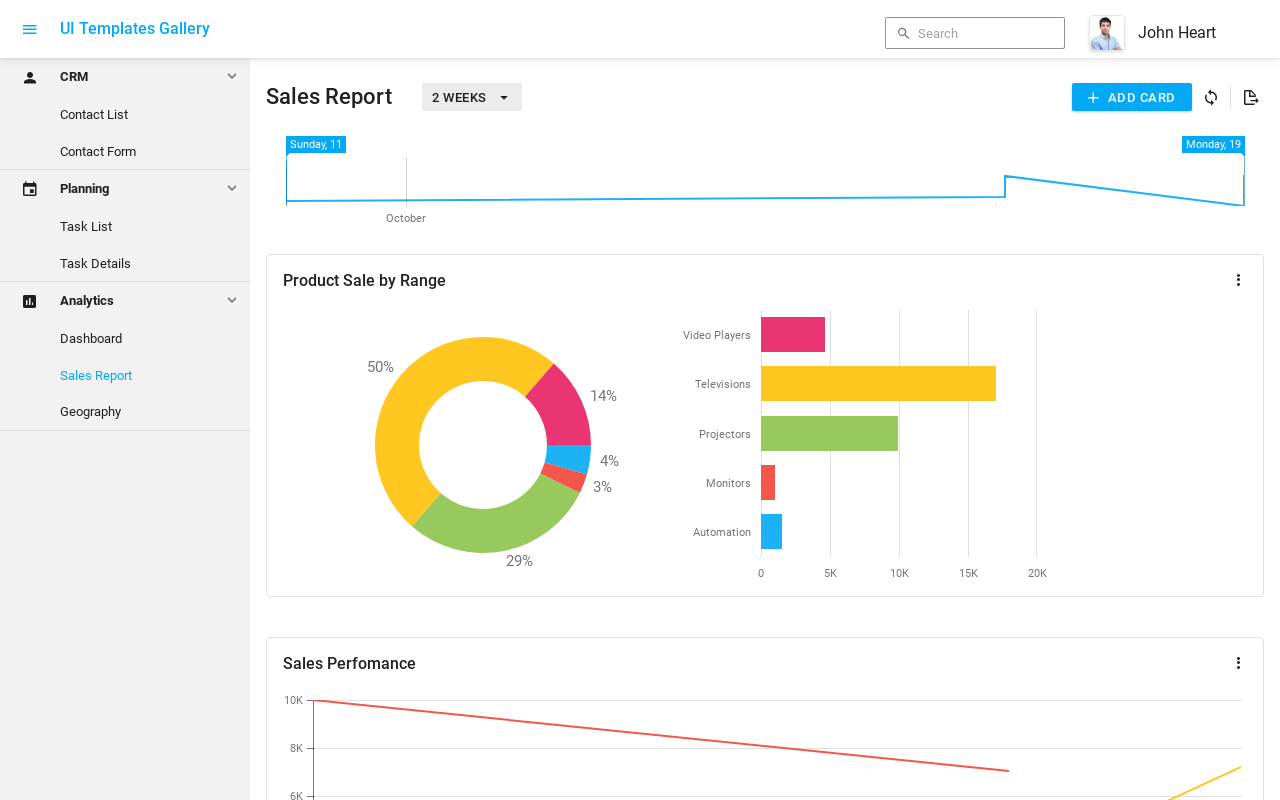 UI Templates Gallery
Search
John Heart
CRM
Contact List
Contact Form
Planning
Task List
Task Details
Analytics
Dashboard
Sales Report
Geography
Sales Report
2 WEEKS
ADD CARD
Sunday, 11
Monday, 19
October
Product Sale by Range
50%
14%
4%
3%
29%
Video Players
Televisions
Projectors
Monitors
Automation
0 5K 10K 15K 20K
Sales Perfomance
10K
8K
6K